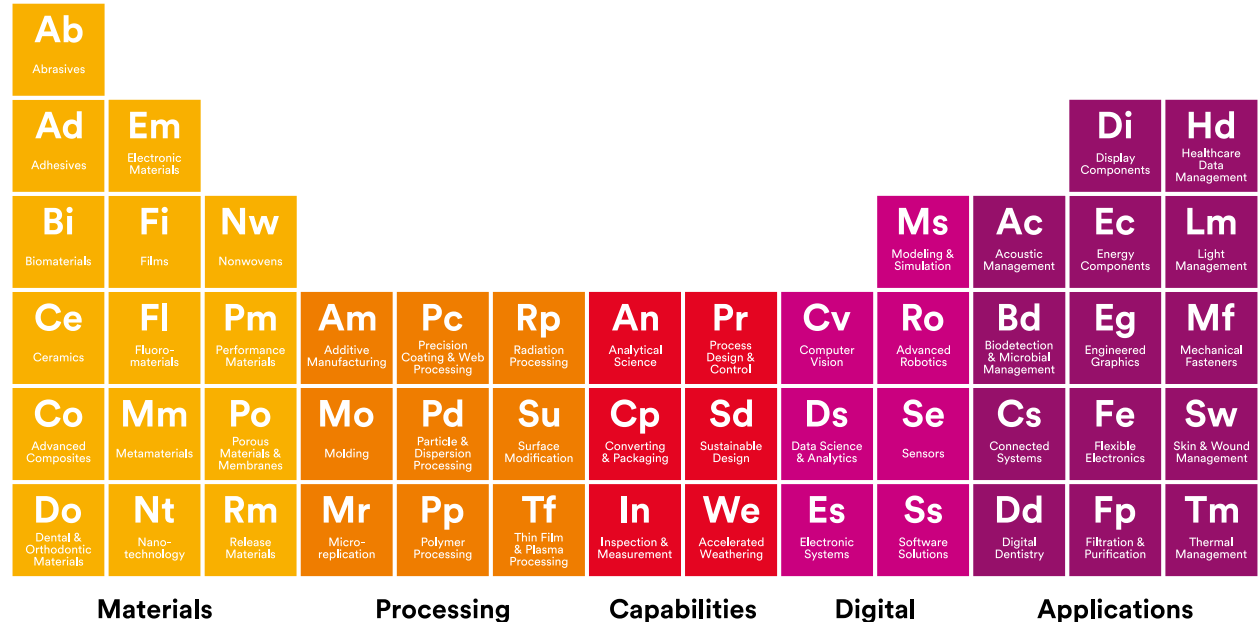 Ab
Abrasives
Ad
Adhesives
Em
Electronic
Materials
Di
Display
Components
Hd
Healthcare
Data
Management
Bi
Biomaterials
Fi
Films
Nw
Nonwovens
Ms
Modeling &
Simulation
Ac
Acoustic
Management
Ec
Energy
Components
Lm
Light
Management
Ce
Ceramics
Fl
Fluoro-
materials
Pm
Performance
Materials
Am
Additive
Manufacturing
Pc
Precision
Coating & Web
Processing
Rp
Radiation
Processing
An
Analytical
Science
Pr
Process
Design &
Control
Cv
Computer
Vision
Ro
Advanced
Robotics
Bd
Biodetection
& Microbial
Management
Eg
Engineered
Graphics
Mf
Mechanical
Fasteners
Co
Advanced
Composites
Mm
Metamaterials
Po
Porous
Materials &
Membranes
Mo
Molding
Pd
Particle &
Dispersion
Processing
Su
Surface
Modification
Cp
Converting
& Packaging
Sd
Sustainable
Design
Ds
Data Science
& Analytics
Se
Sensors
Cs
Connected
Systems
Fe
Flexible
Electronics
Sw
Skin & Wound
Management
Do
Dental &
Orthodontic
Materials
Nt
Nano-
technology
Rm
Release
Materials
Mr
Micro-
replication
Pp
Polymer
Processing
Tf
Thin Film
& Plasma
Processing
In
Inspection &
Measurement
We
Accelerated
Weathering
Es
Electronic
Systems
Ss
Software
Solutions
Dd
Digital
Dentistry
Fp
Filtration &
Purification
Tm
Thermal
Management
Materials
Processing
Capabilities
Digital
Applications